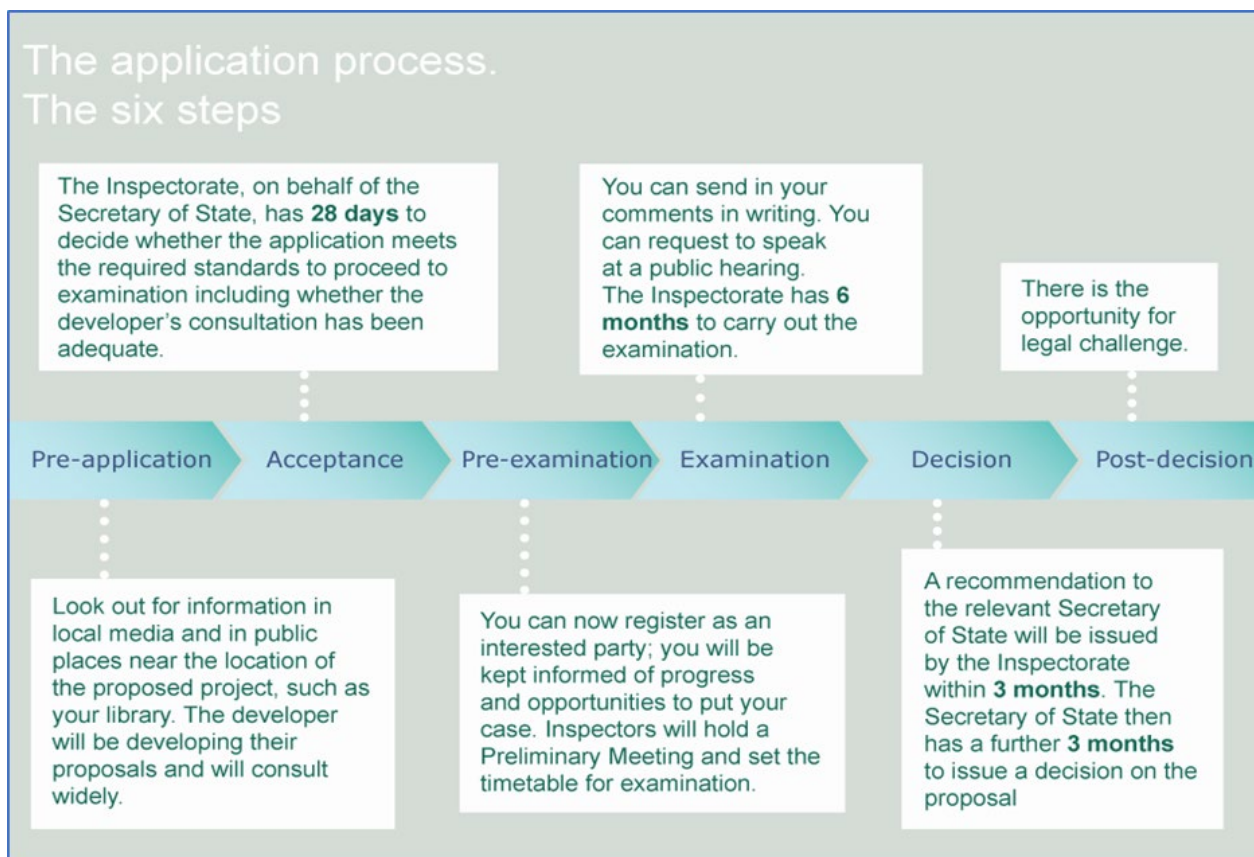 The application process.
The six steps
The Inspectorate, on behalf of the
Secretary of State, has 28 days to
decide whether the application meets
the required standards to proceed to
examination including whether the
developer's consultation has been
adequate.
You can send in your
comments in writing. You
can request to speak
at a public hearing.
The Inspectorate has 6
months to carry out the
examination.
There is the
opportunity for
legal challenge.
Pre-application
Acceptance
Pre-examination
Examination
Decision
Post-decision
Look out for information in
local media and in public
places near the location of
the proposed project, such as
your library. The developer
will be developing their
proposals and will consult
widely.
You can now register as an
interested party; you will be
kept informed of progress
and opportunities to put your
case. Inspectors will hold a
Preliminary Meeting and set the
timetable for examination.
A recommendation to
the relevant Secretary
of State will be issued
by the Inspectorate
within 3 months. The
Secretary of State then
has a further 3 months
to issue a decision on the
proposal